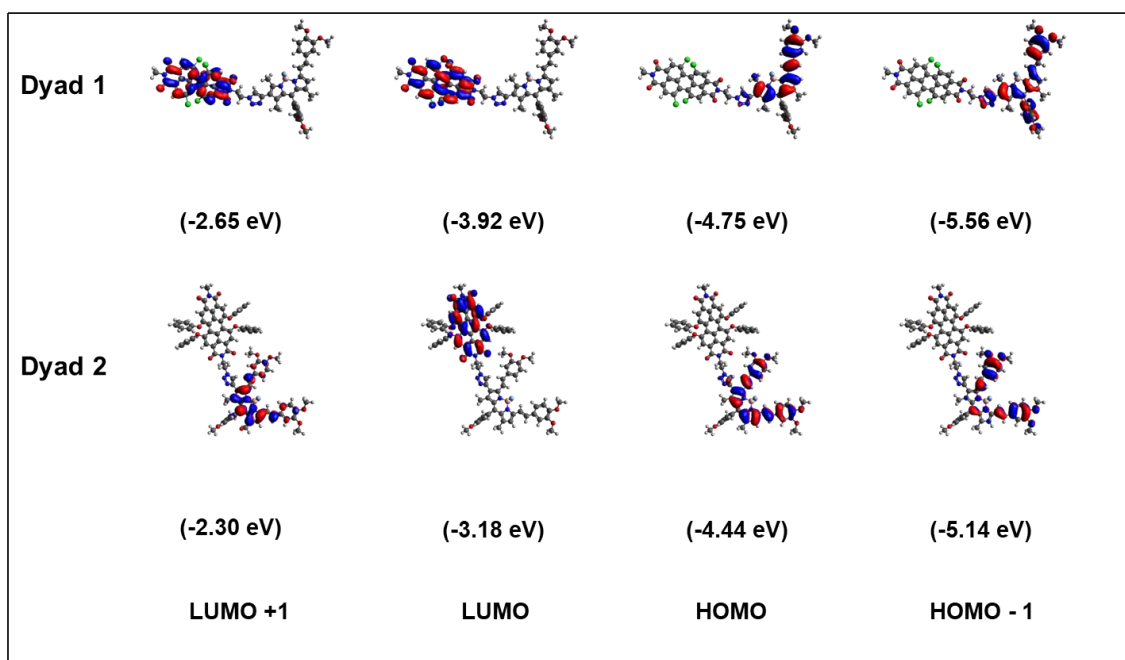 Dyad 1
(-2.65 eV) (-3.92 eV) (-4.75 eV) (-5.56 eV)
Dyad 2
(-2.30 eV) (-3.18 eV) (-4.44 eV) (-5.14 eV)
LUMO +1 LUMO HOMO HOMO - 1